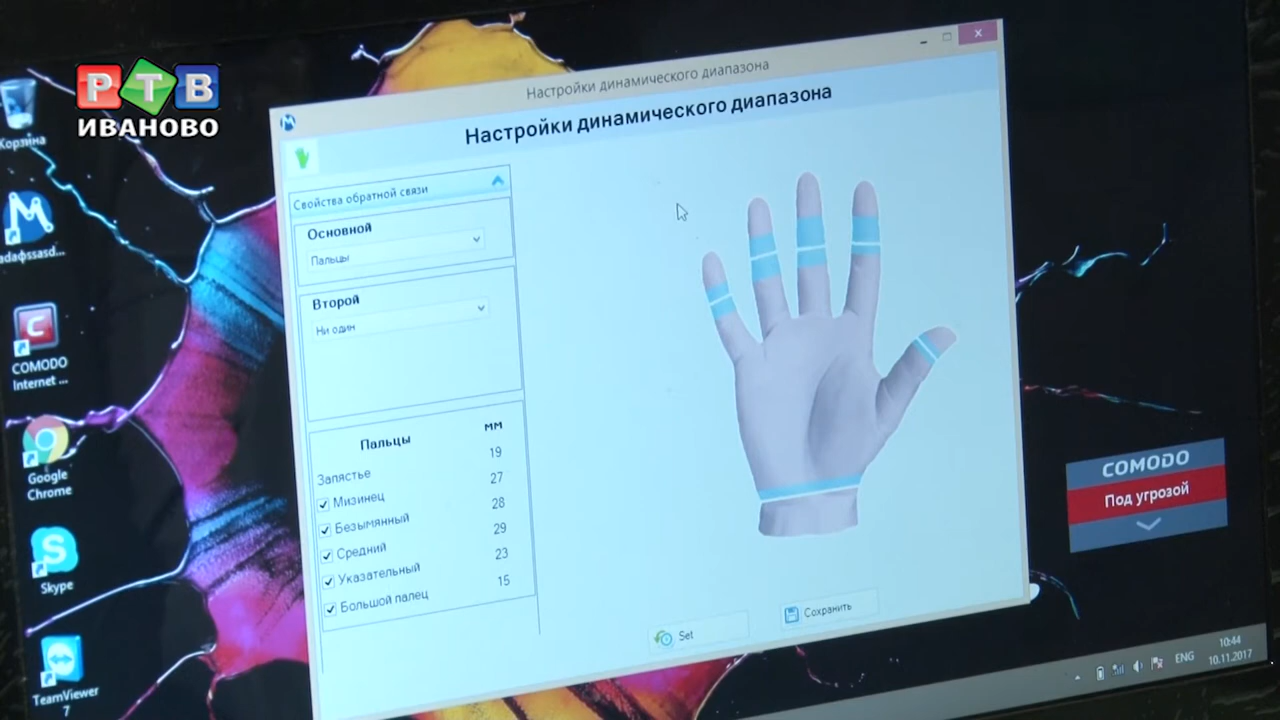 РТВ
ИВАНОВО
Корзина
COMODO
Internet ...
Google
Chrome
Skype
TeamViewer
7
Настройки динамического диапазона
Настройки динамического диапазона
Свойства обратной связи
Основной
Пальцы
Второй
Ни один
Пальцы мм
Запястье 19
Мизинец 27
Безымянный 28
Средний 29
Указательный 23
Большой палец 15
Set
Сохранить
COMODO
Под угрозой
ENG
10:44
10.11.2017